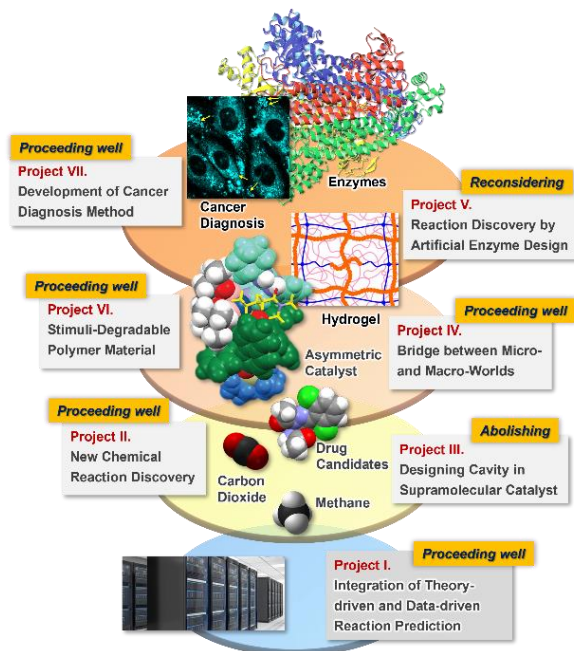 Proceeding well
Project VII.
Development of Cancer
Diagnosis Method
Enzymes
Cancer
Diagnosis
Reconsidering
Project V.
Reaction Discovery by
Artificial Enzyme Design
Proceeding well
Project VI.
Stimuli-Degradable
Polymer Material
Hydrogel
Proceeding well
Project IV.
Bridge between Micro-
and Macro-Worlds
Asymmetric
Catalyst
Proceeding well
Project II.
New Chemical
Reaction Discovery
Drug
Candidates
Carbon
Dioxide
Methane
Abolishing
Project III.
Designing Cavity in
Supramolecular Catalyst
Proceeding well
Project I.
Integration of Theory-
driven and Data-driven
Reaction Prediction